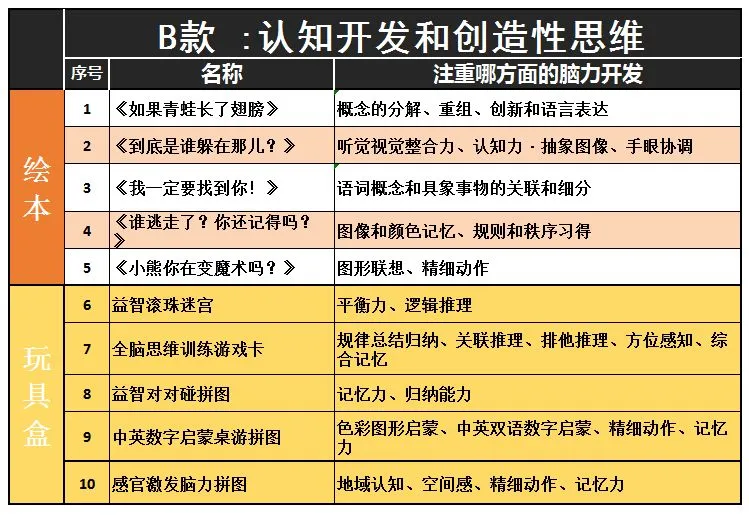 B款 :认知开发和创造性思维
序号 名称 注重哪方面的脑力开发
绘本
1 《如果青蛙长了翅膀》 概念的分解、重组、创新和语言表达
2 《到底是谁躲在那儿？》 听觉视觉整合力、认知力·抽象图像、手眼协调
3 《我一定要找到你！》 语词概念和具象事物的关联和细分
4 《谁逃走了？你还记得吗？
》 图像和颜色记忆、规则和秩序习得
5 《小熊你在变魔术吗？》 图形联想、精细动作
玩具盒
6 益智滚珠迷宫 平衡力、逻辑推理
7 全脑思维训练游戏卡 规律总结归纳、关联推理、排他推理、方位感知、综
合记忆
8 益智对对碰拼图 记忆力、归纳能力
9 中英数字启蒙桌游拼图 色彩图形启蒙、中英双语数字启蒙、精细动作、记忆
力
10 感官激发脑力拼图 地域认知、空间感、精细动作、记忆力